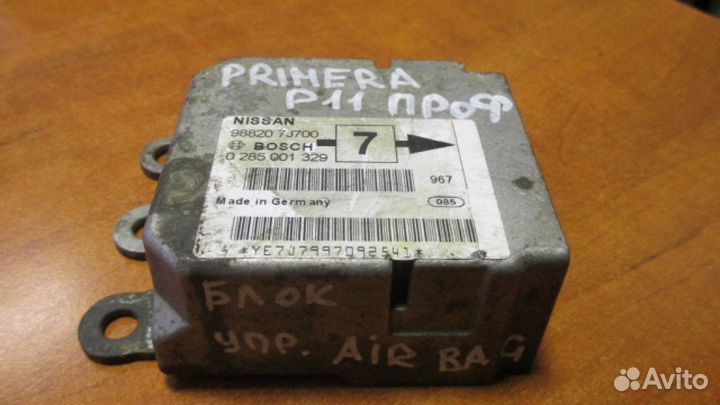 PRIMERA
P11 ПРОФ
NISSAN
98820 7J700
BOSCH
7
0 285 001 329
967
Made in Germany
085
*YE7J7997092541*
БЛОК
УПР. AIR BAG
Avito